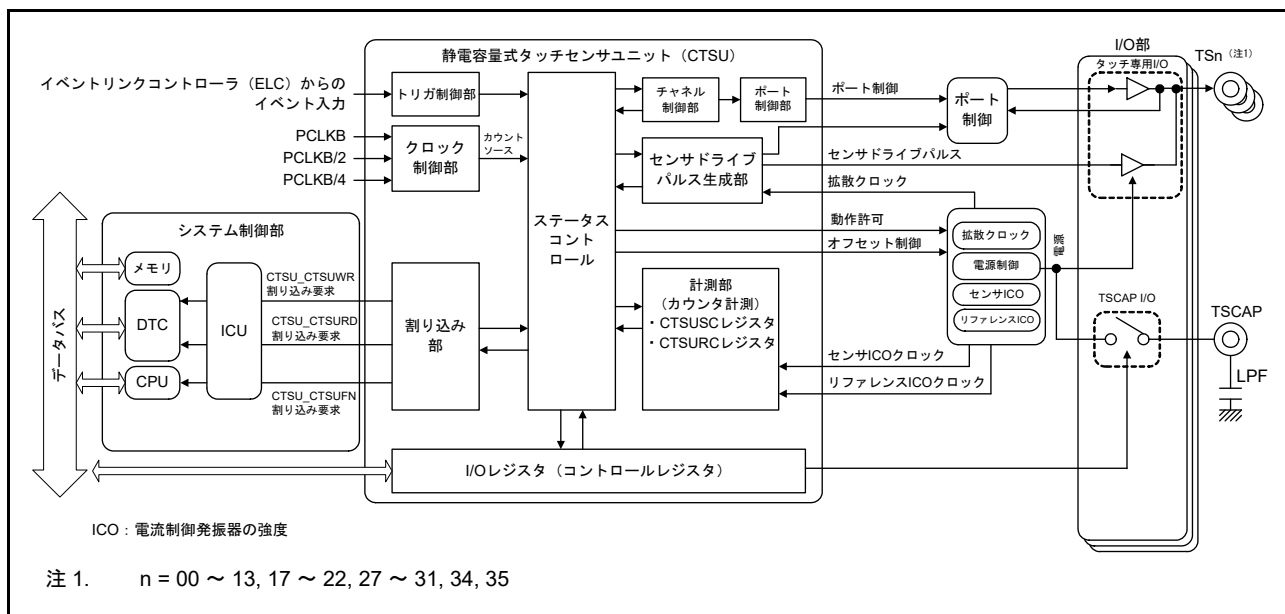 静電容量式タッチセンサユニット（CTSU）
イベントリンクコントローラ（ELC）からの
イベント入力
トリガ制御部
PCLKB
PCLKB/2
PCLKB/4
クロック
制御部
カウント
ソース
ステータス
コント
ロール
チャネル
制御部
ポート
制御部
ポート制御
ポート
制御
センサドライブ
パルス生成部
センサドライブパルス
拡散クロック
動作許可
オフセット制御
拡散クロック
電源制御
センサICO
リファレンスICO
電源
I/O部
タッチ専用I/O
TSn（注1）
TSCAP I/O
TSCAP
LPF
データバス
システム制御部
メモリ
DTC
CPU
ICU
CTSU_CTSUWR
割り込み要求
CTSU_CTSURD
割り込み要求
CTSU_CTSUFN
割り込み要求
割り込み
部
計測部
（カウンタ計測）
・CTSUSCレジスタ
・CTSURCレジスタ
センサICOクロック
リファレンスICOクロック
I/Oレジスタ（コントロールレジスタ）
ICO：電流制御発振器の強度
注 1. n = 00 ～ 13, 17 ～ 22, 27 ～ 31, 34, 35